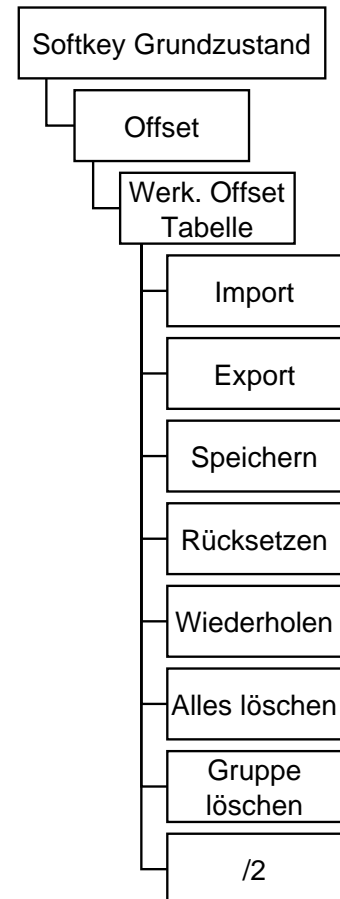 Softkey Grundzustand
Offset
Werk. Offset
Tabelle
Import
Export
Speichern
Rücksetzen
Wiederholen
Alles löschen
Gruppe
löschen
/2